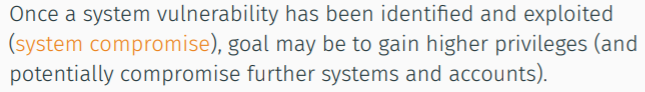 Once a system vulnerability has been identified and exploited
(system compromise), goal may be to gain higher privileges (and
potentially compromise further systems and accounts).